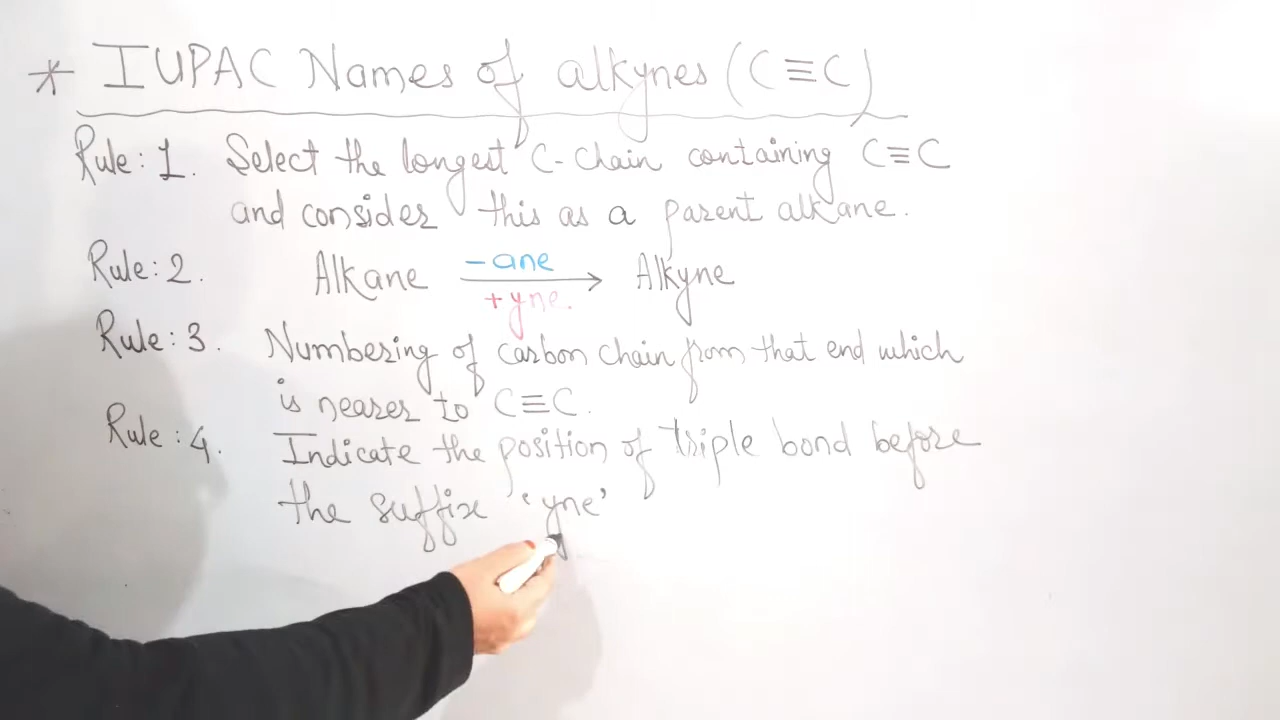 * IUPAC Names of alkynes (C≡C)
Rule: 1. Select the longest C-Chain containing C≡C
and consider this as a parent alkane.
Rule: 2. Alkane -ane +yne. → Alkyne
Rule: 3. Numbering of carbon chain from that end which
is nearer to C≡C.
Rule: 4. Indicate the position of triple bond before
the suffix 'yne'